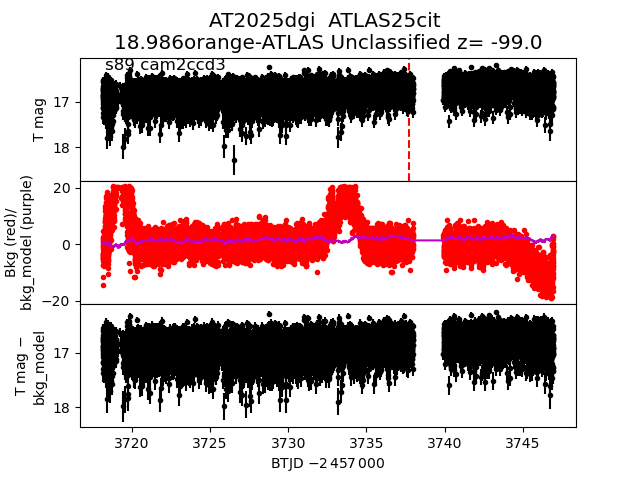 AT2025dgi  ATLAS25cit
18.986orange-ATLAS Unclassified z= -99.0
s89 cam2ccd3
T mag
17
18
Bkg (red)/
bkg_model (purple)
20
0
−20
T mag −
bkg_model
17
18
3720 3725 3730 3735 3740 3745
BTJD −2 457 000